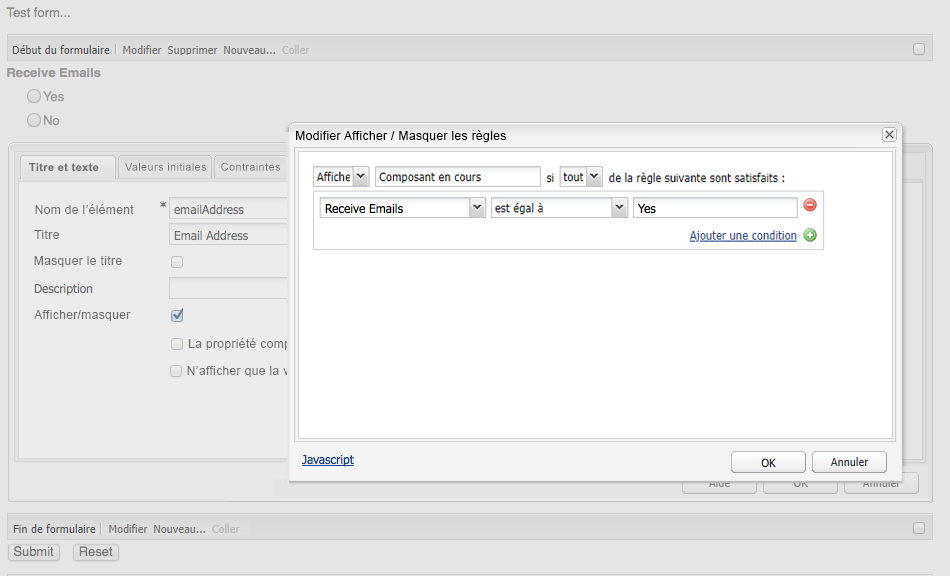 Test form...
Début du formulaire Modifier Supprimer Nouveau... Coller
Receive Emails
Yes
No
Modifier Afficher / Masquer les règles
Affiche Composant en cours si tout de la règle suivante sont satisfaits :
Receive Emails est égal à Yes
Ajouter une condition
Javascript
OK Annuler
Titre et texte Valeurs initiales Contraintes
Nom de l'élément * emailAddress
Titre Email Address
Masquer le titre
Description
Afficher/masquer
La propriété comp
N'afficher que la v
Aide OK Annuler
Fin de formulaire Modifier Nouveau... Coller
Submit Reset